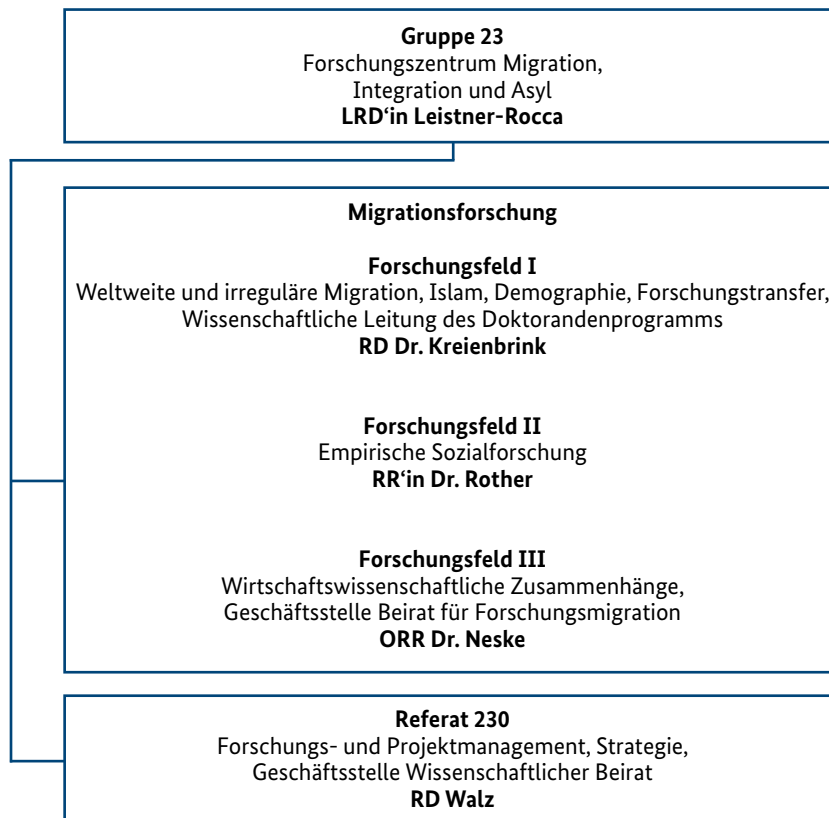 Gruppe 23
Forschungszentrum Migration,
Integration und Asyl
LRD‘in Leistner-Rocca
Migrationsforschung
Forschungsfeld I
Weltweite und irreguläre Migration, Islam, Demographie, Forschungstransfer,
Wissenschaftliche Leitung des Doktorandenprogramms
RD Dr. Kreienbrink
Forschungsfeld II
Empirische Sozialforschung
RR‘in Dr. Rother
Forschungsfeld III
Wirtschaftswissenschaftliche Zusammenhänge,
Geschäftsstelle Beirat für Forschungsmigration
ORR Dr. Neske
Referat 230
Forschungs- und Projektmanagement, Strategie,
Geschäftsstelle Wissenschaftlicher Beirat
RD Walz